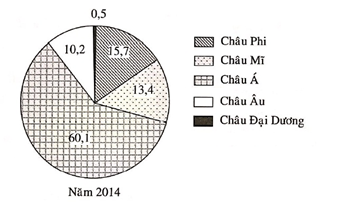 0,5
10,2
15,7
13,4
60,1
Châu Phi
Châu Mĩ
Châu Á
Châu Âu
Châu Đại Dương
Năm 2014